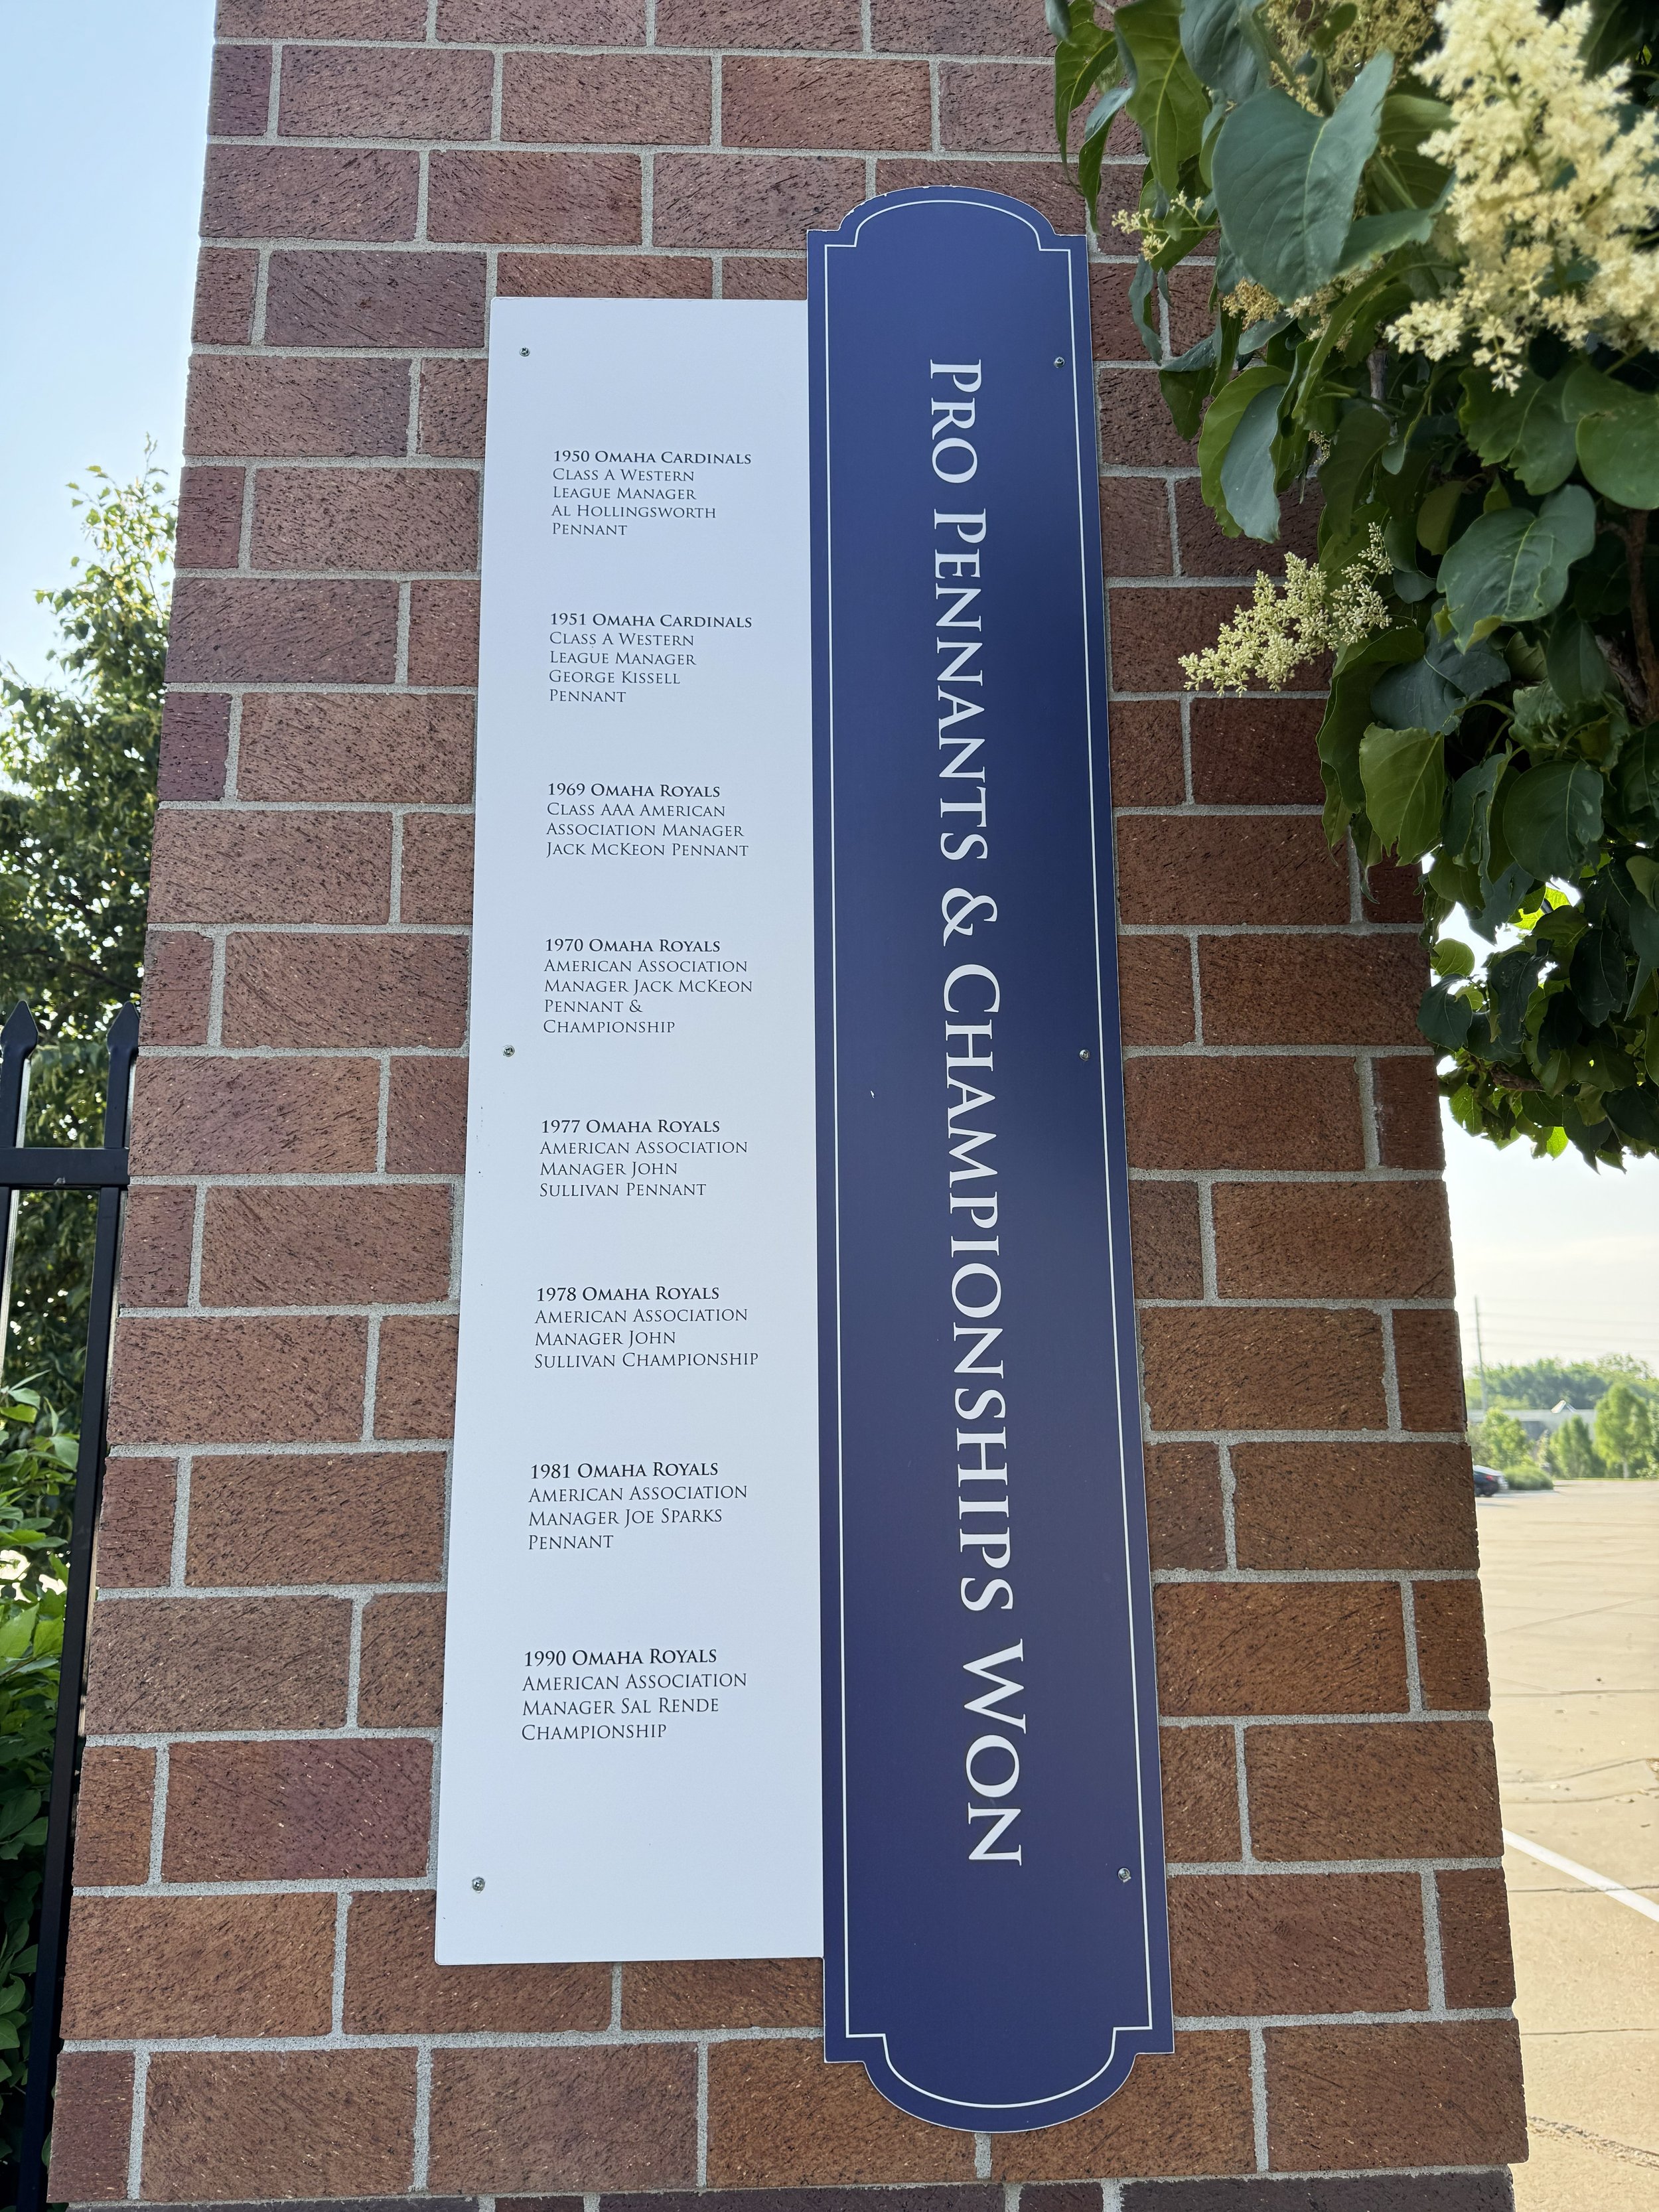 1950 Omaha Cardinals
Class A Western
League Manager
Al Hollingsworth
Pennant
1951 Omaha Cardinals
Class A Western
League Manager
George Kissell
Pennant
1969 Omaha Royals
Class AAA American
Association Manager
Jack McKeon Pennant
1970 Omaha Royals
American Association
Manager Jack McKeon
Pennant &
Championship
1977 Omaha Royals
American Association
Manager John
Sullivan Pennant
1978 Omaha Royals
American Association
Manager John
Sullivan Championship
1981 Omaha Royals
American Association
Manager Joe Sparks
Pennant
1990 Omaha Royals
American Association
Manager Sal Rende
Championship
Pro Pennants & Championships Won